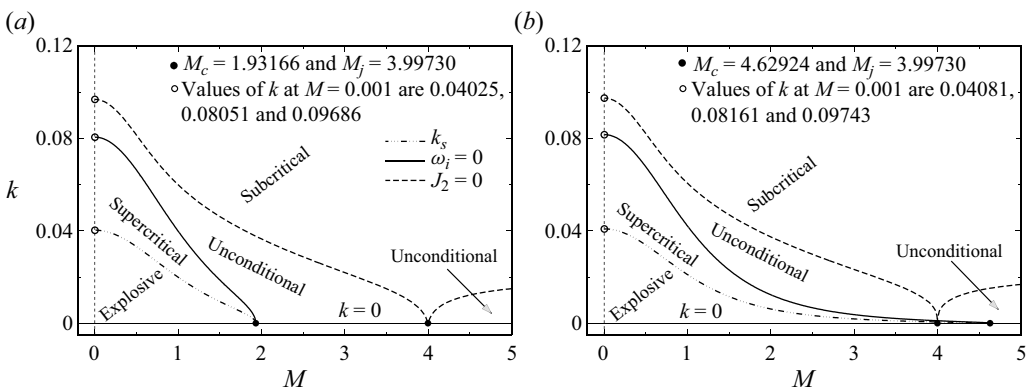 (a)
0.12
0.08
0.04
0
k
M_c = 1.93166 and M_j = 3.99730
Values of k at M = 0.001 are 0.04025,
0.08051 and 0.09686
k_s
ω_i = 0
J_2 = 0
Subcritical
Supercritical
Unconditional
Explosive
Unconditional
k = 0
0 1 2 3 4 5
M
(b)
0.12
0.08
0.04
0
M_c = 4.62924 and M_j = 3.99730
Values of k at M = 0.001 are 0.04081,
0.08161 and 0.09743
Subcritical
Supercritical
Unconditional
Explosive
Unconditional
k = 0
0 1 2 3 4 5
M